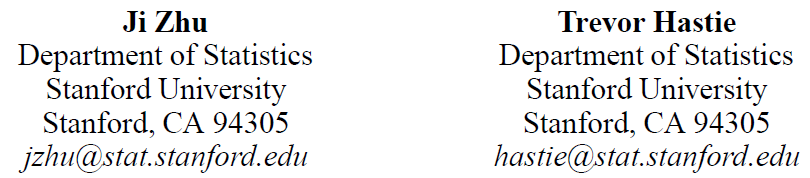 Ji Zhu
Department of Statistics
Stanford University
Stanford, CA 94305
jzhu@stat.stanford.edu
Trevor Hastie
Department of Statistics
Stanford University
Stanford, CA 94305
hastie@stat.stanford.edu